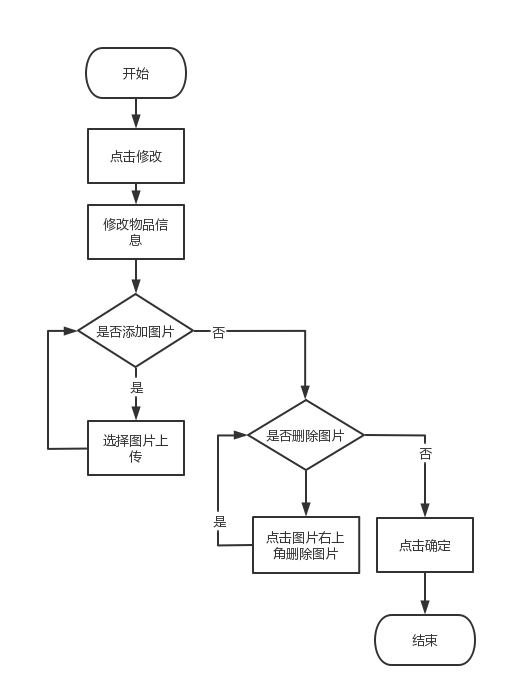 开始
点击修改
修改物品信
息
是否添加图片
否
是
选择图片上
传
是否删除图片
否
是
点击图片右上
角删除图片
点击确定
结束